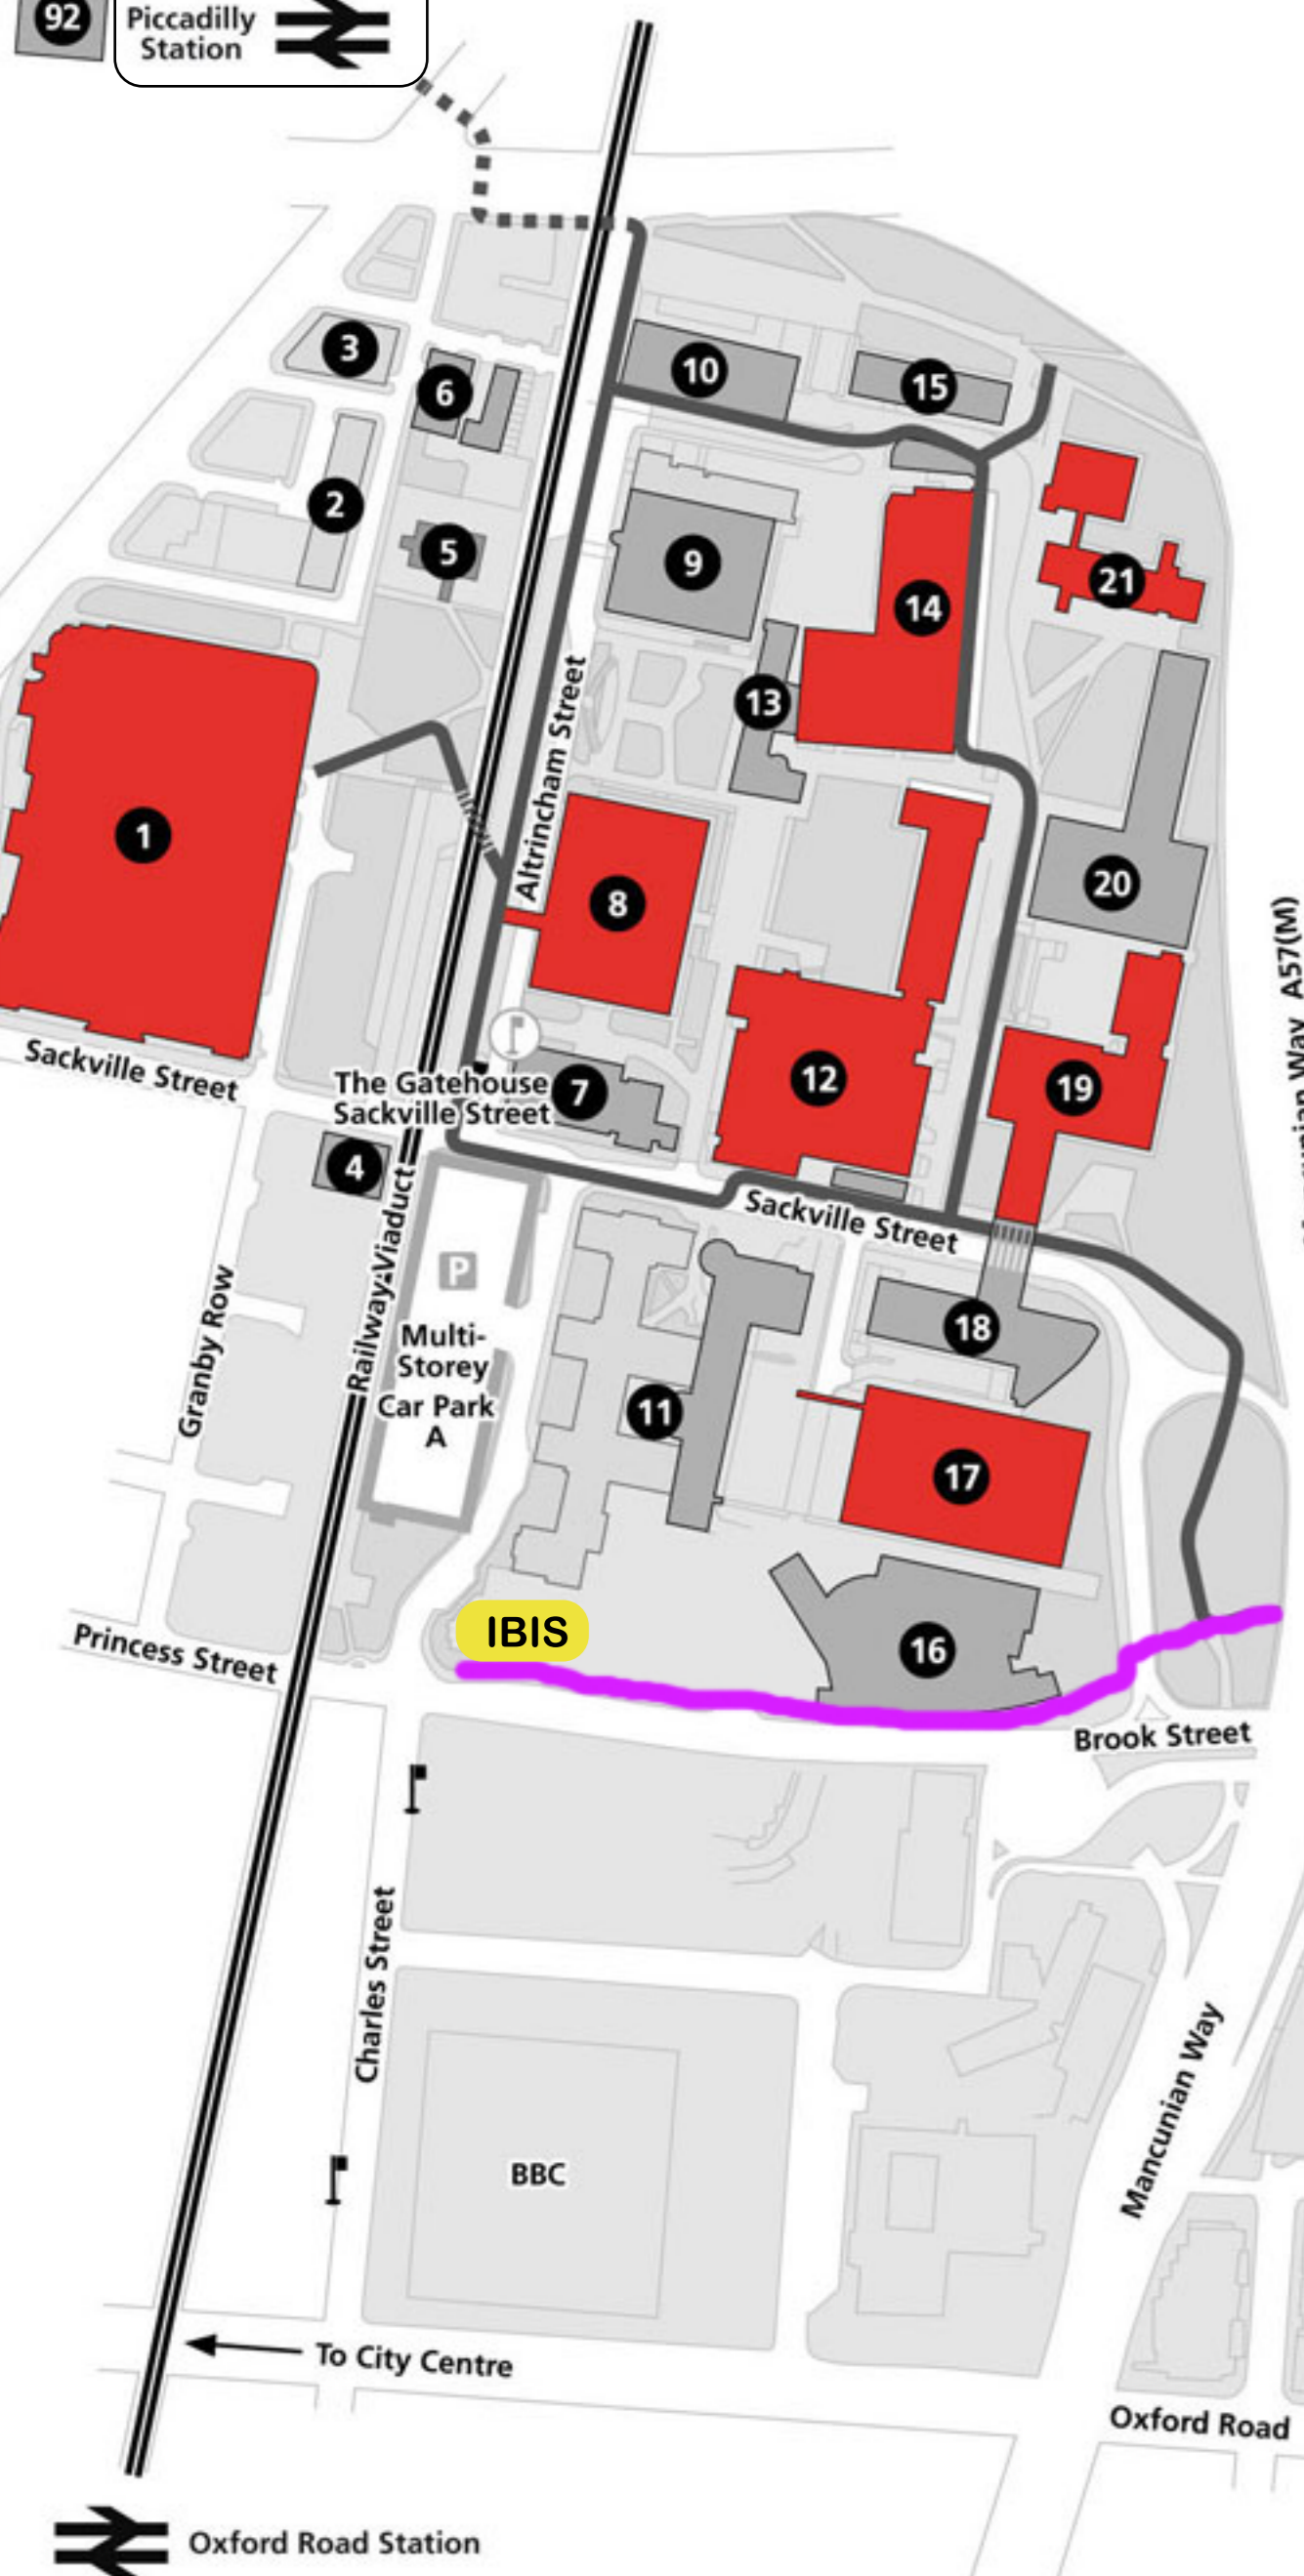 92
Piccadilly
Station
3
10
15
6
2
9
5
21
14
13
Altrincham Street
1
20
8
A57(M)
12
19
Sackville Street
The Gatehouse
Sackville Street
7
4
Sackville Street
P
Railway Viaduct
18
Granby Row
Multi-
Storey
Car Park
A
11
17
IBIS
16
Princess Street
Brook Street
Charles Street
Mancunian Way
BBC
To City Centre
Oxford Road
Oxford Road Station